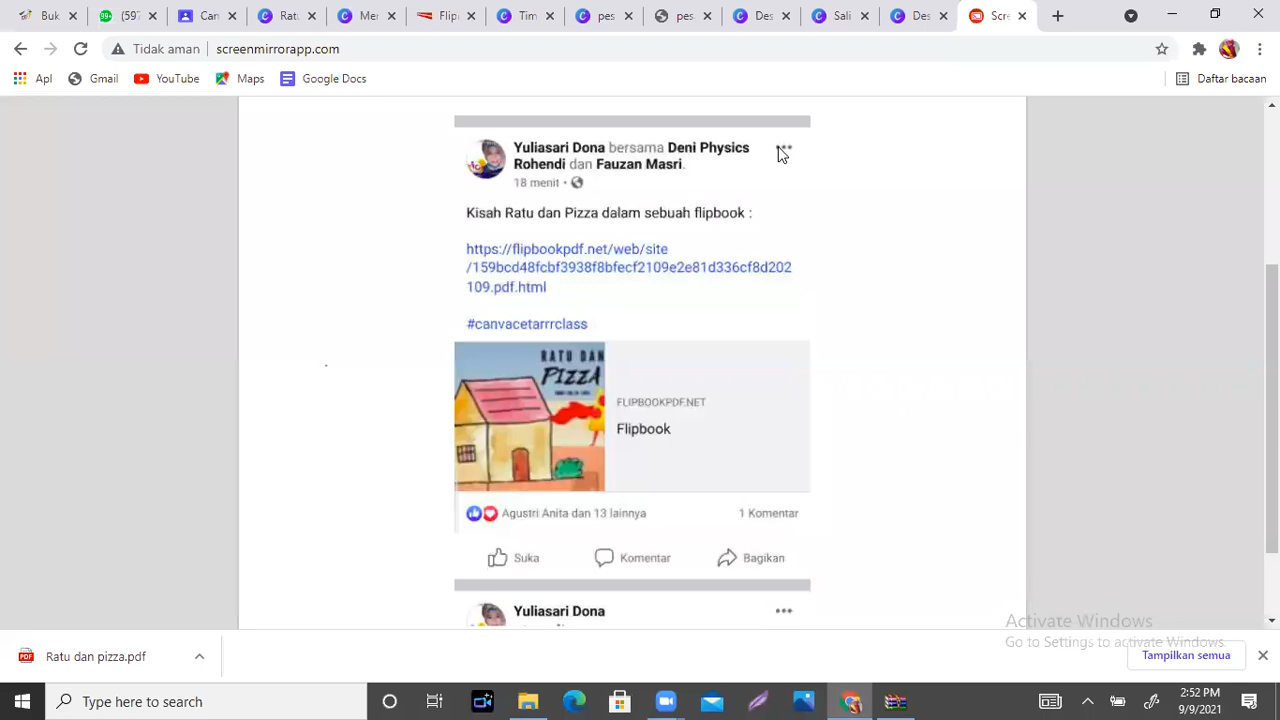 Buk
(597
Can
Ratu
Me
Flip
Tim
pes
pes
Des
Sali
Des
Scr
Tidak aman
screenmirrorapp.com
Apl
Gmail
YouTube
Maps
Google Docs
Daftar bacaan
Yuliasari Dona bersama Deni Physics
Rohendi dan Fauzan Masri.
18 menit
Kisah Ratu dan Pizza dalam sebuah flipbook :
https://flipbookpdf.net/web/site
/159bcd48fcbf3938f8bfecf2109e2e81d336cf8d202
109.pdf.html
#canvacetarrrclass
RATU DAN
PIZZA
FLIPBOOKPDF.NET
Flipbook
Agustri Anita dan 13 lainnya
1 Komentar
Suka
Komentar
Bagikan
Yuliasari Dona
Activate Windows
Go to Settings to activate Windows.
Ratu dan pizza.pdf
Tampilkan semua
Type here to search
2:52 PM
9/9/2021